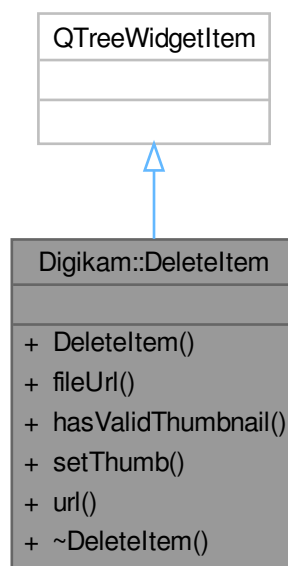 QTreeWidgetItem
Digikam::DeleteItem
+ DeleteItem()
+ fileUrl()
+ hasValidThumbnail()
+ setThumb()
+ url()
+ ~DeleteItem()